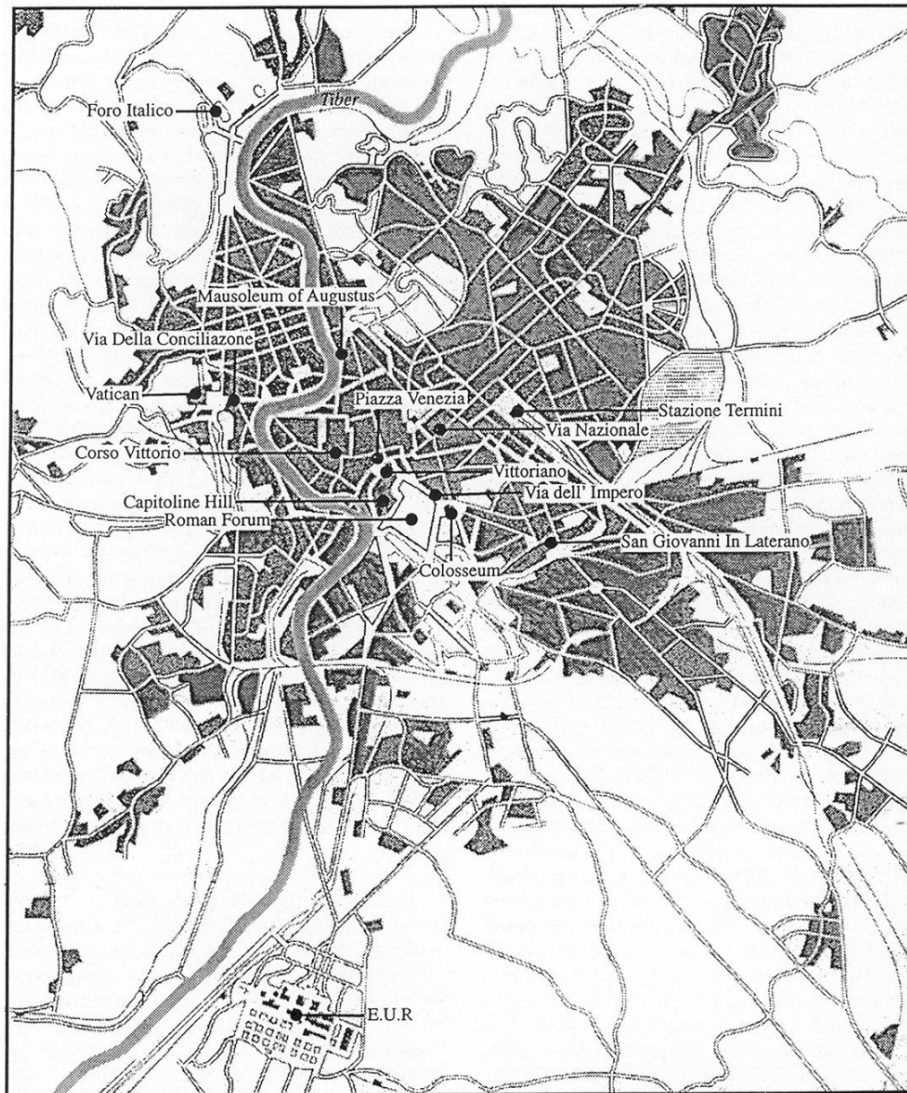 Tiber
Foro Italico
Mausoleum of Augustus
Via Della Conciliazone
Vatican
Piazza Venezia
Stazione Termini
Via Nazionale
Corso Vittorio
Vittoriano
Capitoline Hill
Via dell' Impero
Roman Forum
San Giovanni In Laterano
Colosseum
E.U.R